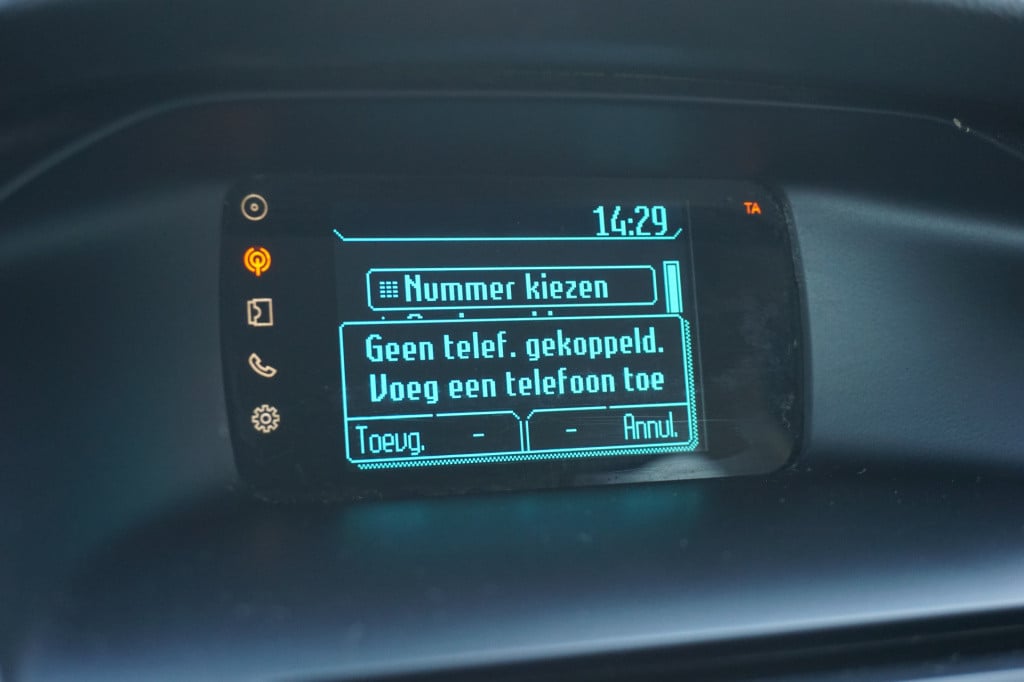 14:29
TA
Nummer kiezen
Geen telef. gekoppeld.
Voeg een telefoon toe
Toevg. - - Annul.